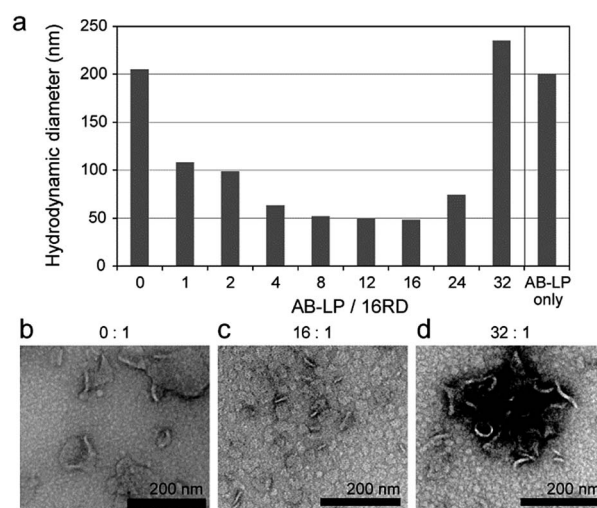 a
Hydrodynamic diameter (nm)
250
200
150
100
50
0
0 1 2 4 8 12 16 24 32 AB-LP only
AB-LP / 16RD
b 0 : 1
200 nm
c 16 : 1
200 nm
d 32 : 1
200 nm